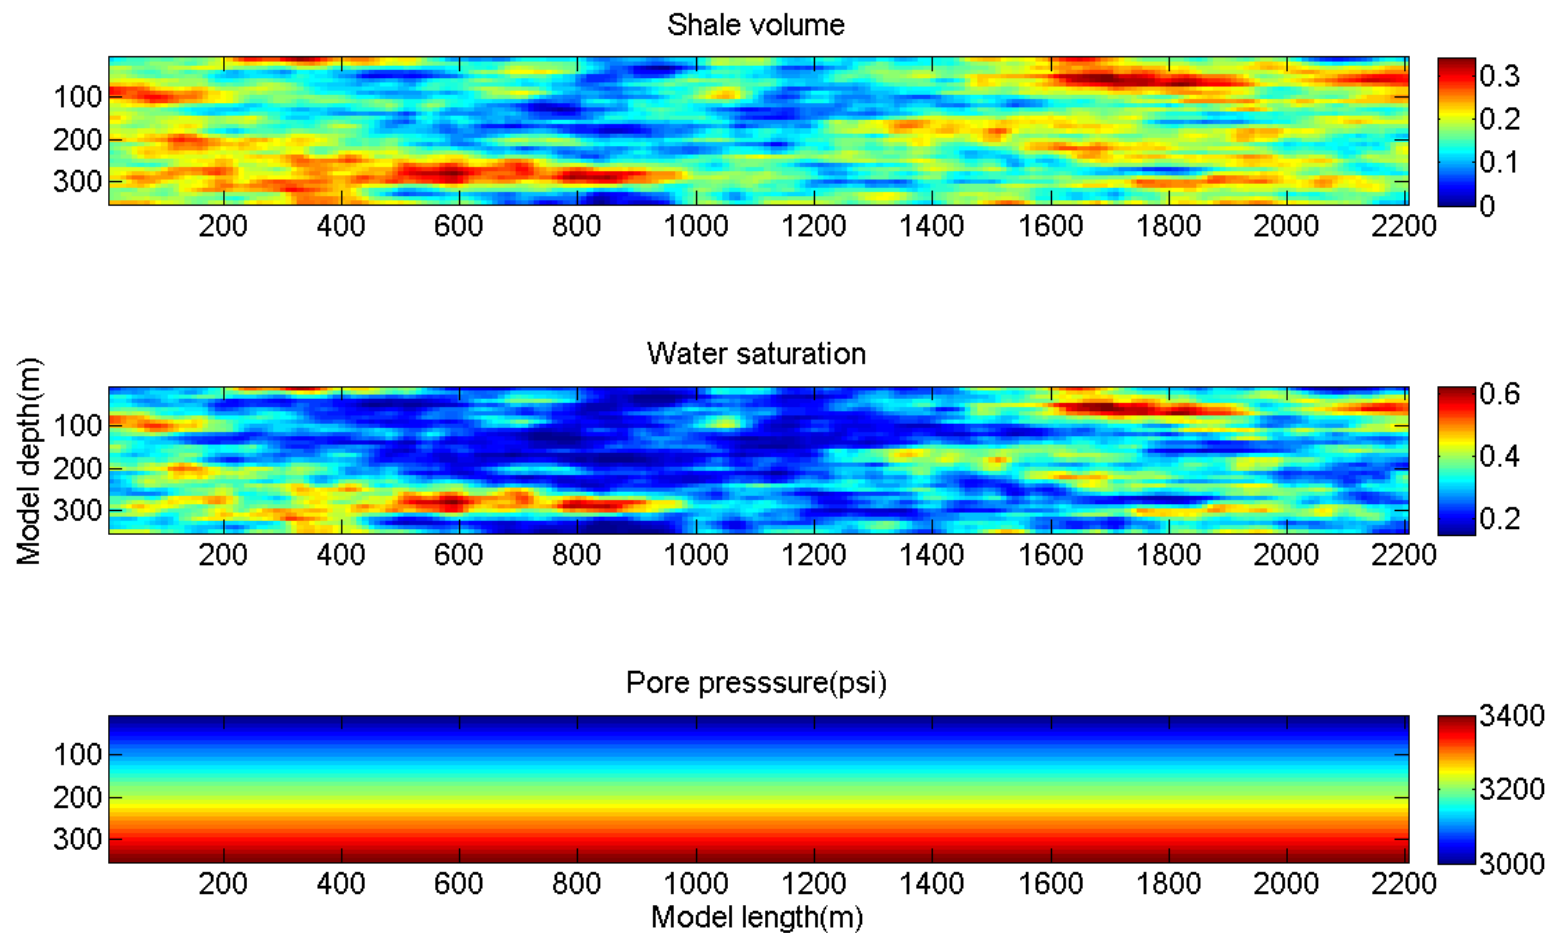 Shale volume
100
200
300
0.3
0.2
0.1
0
200 400 600 800 1000 1200 1400 1600 1800 2000 2200
Water saturation
Model depth(m)
100
200
300
0.6
0.4
0.2
200 400 600 800 1000 1200 1400 1600 1800 2000 2200
Pore presssure(psi)
100
200
300
3400
3200
3000
200 400 600 800 1000 1200 1400 1600 1800 2000 2200
Model length(m)